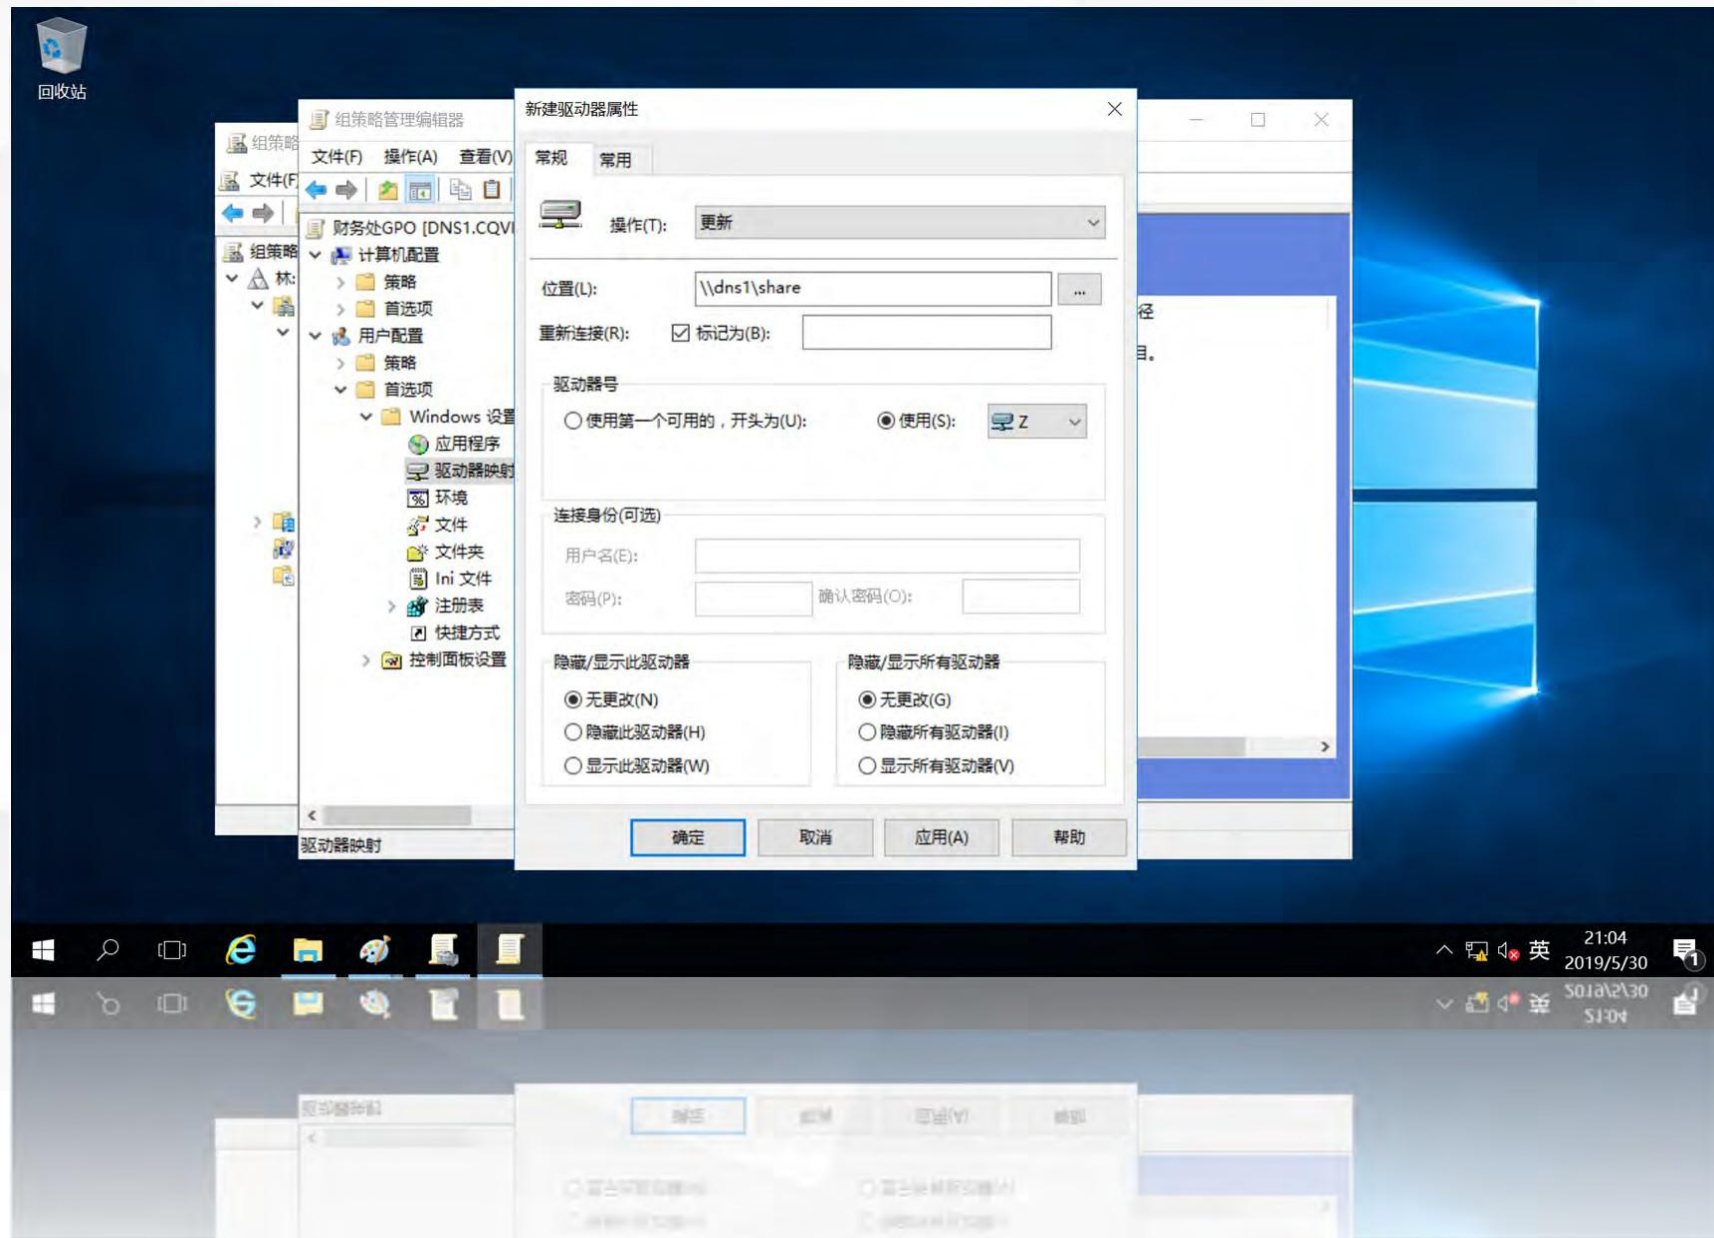 回收站
组策略
文件(F)
组策略
林:
组策略管理编辑器
文件(F) 操作(A) 查看(V)
财务处GPO [DNS1.CQV
计算机配置
策略
首选项
用户配置
策略
首选项
Windows 设置
应用程序
驱动器映射
环境
文件
文件夹
Ini 文件
注册表
快捷方式
控制面板设置
驱动器映射
新建驱动器属性
常规 常用
操作(T): 更新
位置(L): \\dns1\share ...
重新连接(R): 标记为(B):
驱动器号
使用第一个可用的，开头为(U): 使用(S): Z
连接身份(可选)
用户名(E):
密码(P): 确认密码(O):
隐藏/显示此驱动器 隐藏/显示所有驱动器
无更改(N) 无更改(G)
隐藏此驱动器(H) 隐藏所有驱动器(I)
显示此驱动器(W) 显示所有驱动器(V)
确定 取消 应用(A) 帮助
径
目。
英
21:04
2019/5/30
1